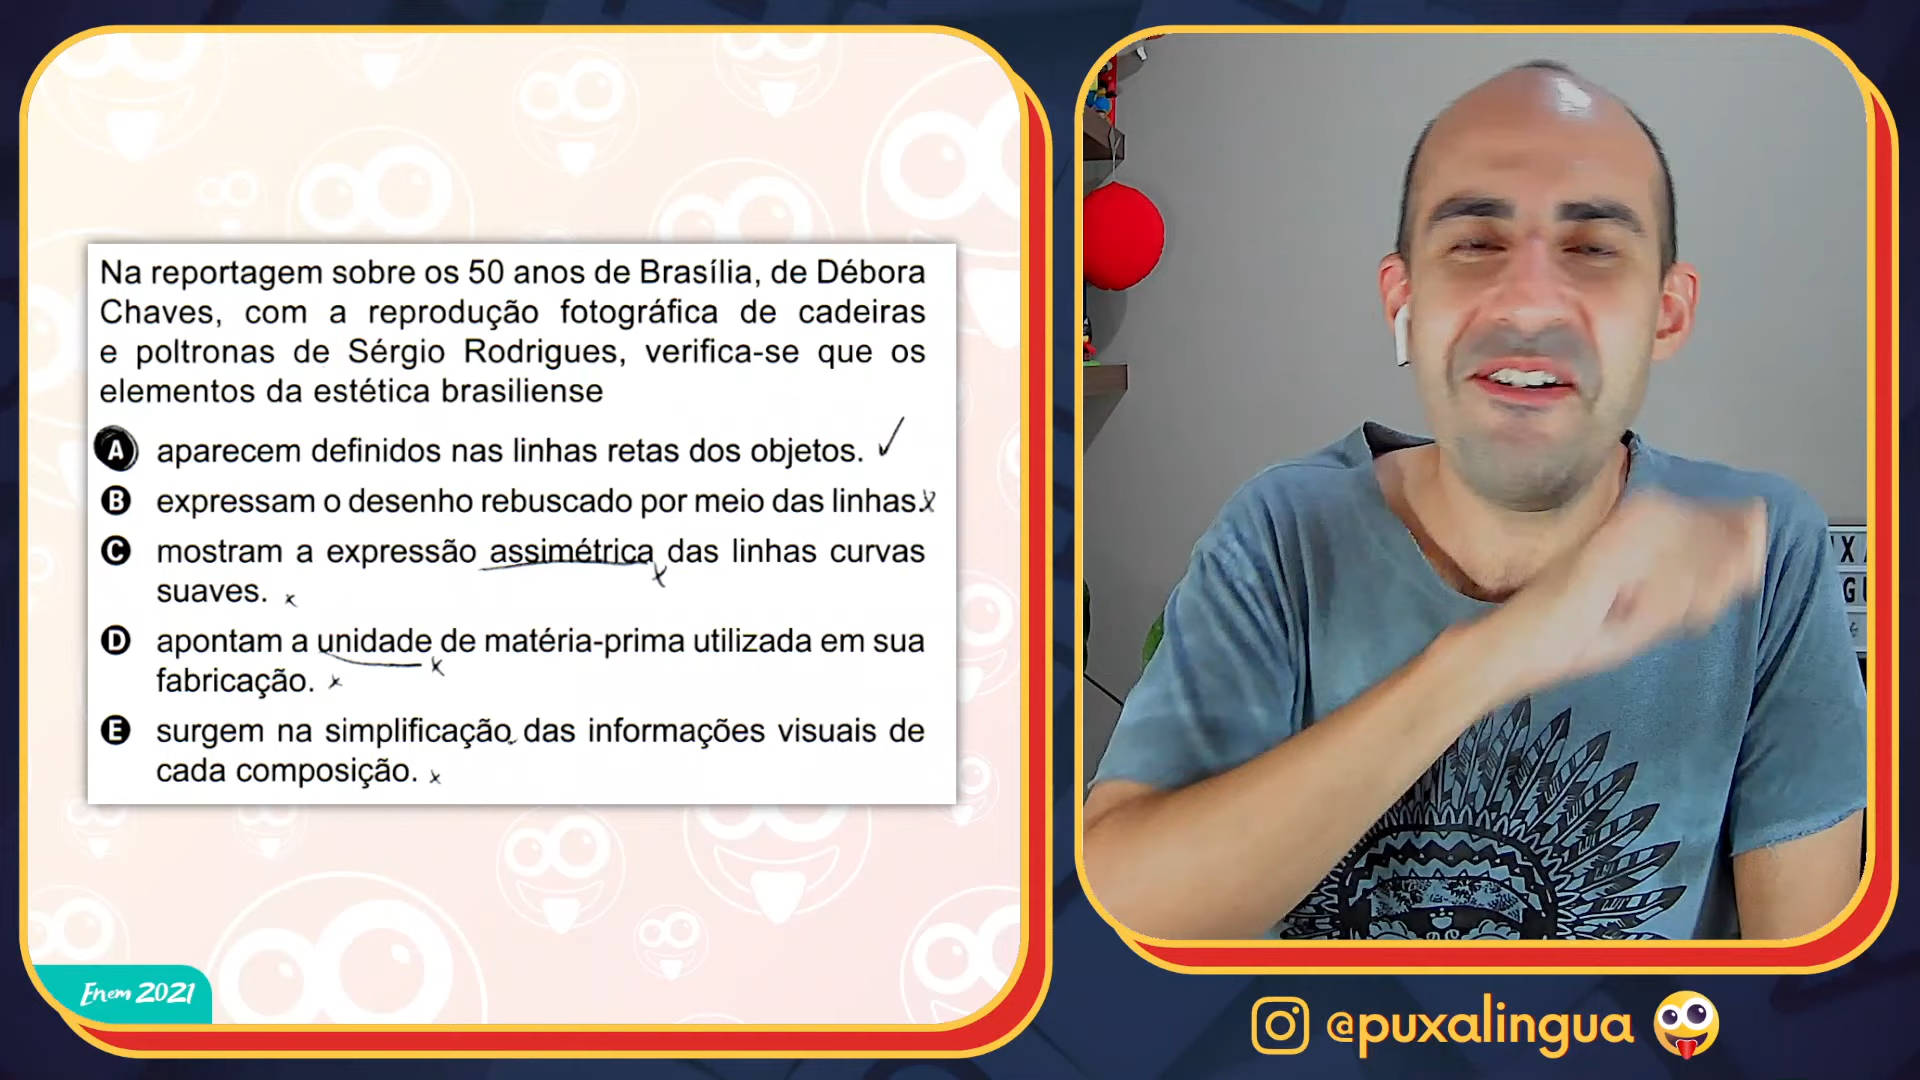 Na reportagem sobre os 50 anos de Brasília, de Débora
Chaves, com a reprodução fotográfica de cadeiras
e poltronas de Sérgio Rodrigues, verifica-se que os
elementos da estética brasiliense
A aparecem definidos nas linhas retas dos objetos.
B expressam o desenho rebuscado por meio das linhas.
C mostram a expressão assimétrica das linhas curvas
suaves.
D apontam a unidade de matéria-prima utilizada em sua
fabricação.
E surgem na simplificação das informações visuais de
cada composição.
Enem 2021
@puxalingua